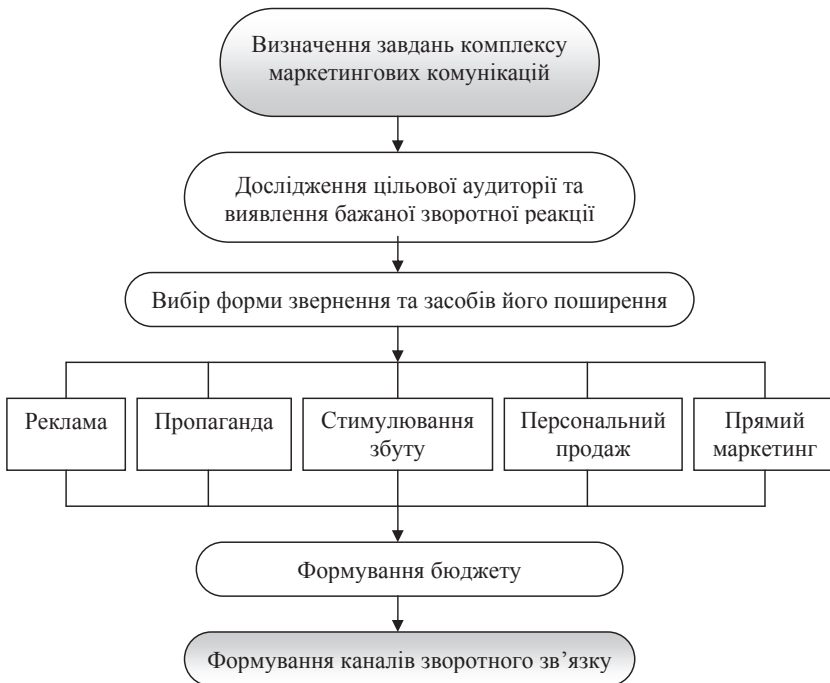 Визначення завдань комплексу
маркетингових комунікацій
Дослідження цільової аудиторії та
виявлення бажаної зворотної реакції
Вибір форми звернення та засобів його поширення
Реклама
Пропаганда
Стимулювання
збуту
Персональний
продаж
Прямий
маркетинг
Формування бюджету
Формування каналів зворотного зв’язку